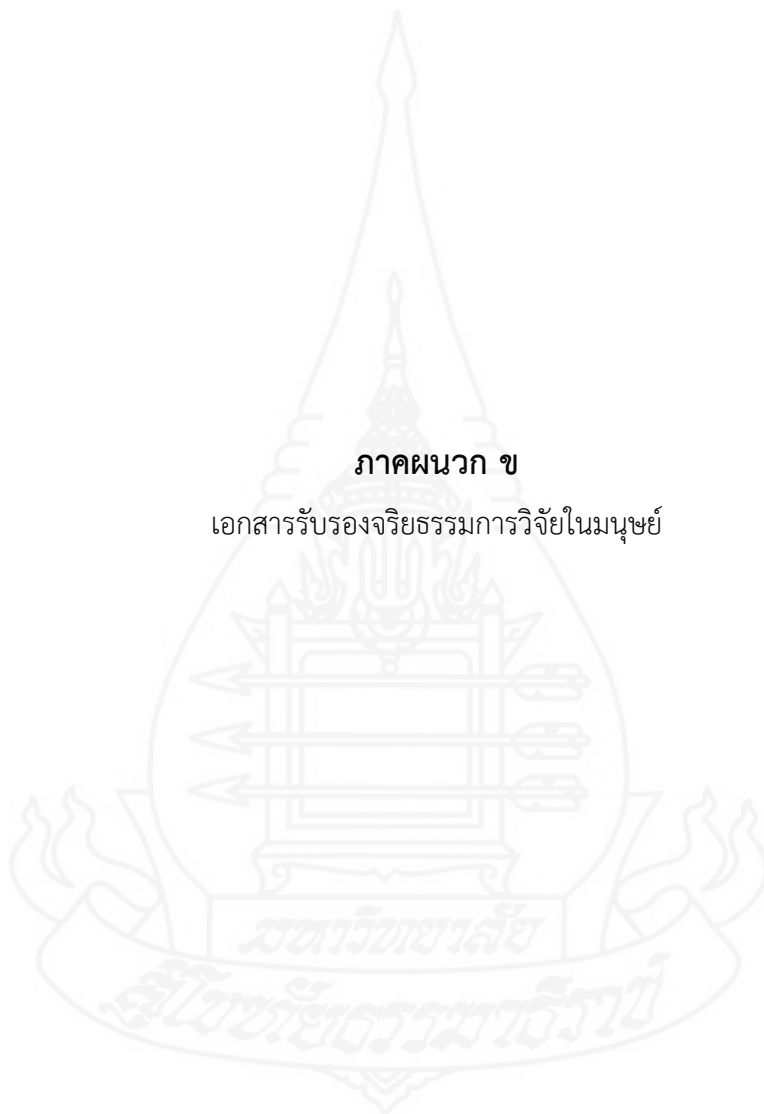 ภาคผนวก ข
เอกสารรับรองจริยธรรมการวิจัยในมนุษย์
มหาวิทยาลัย
สุโขทัยธรรมาธิราช